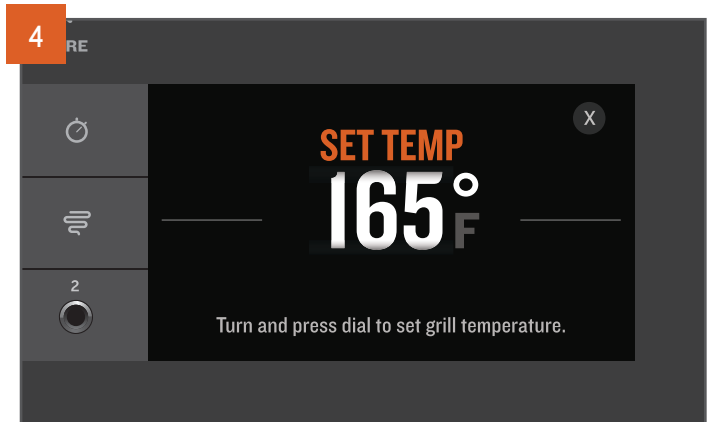 4
RE
X
SET TEMP
165°F
2
Turn and press dial to set grill temperature.